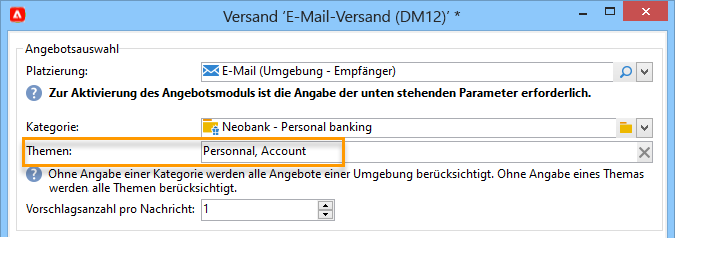 Versand ’E-Mail-Versand (DM12)’ *
Angebotsauswahl
Platzierung: E-Mail (Umgebung - Empfänger)
Zur Aktivierung des Angebotsmoduls ist die Angabe der unten stehenden Parameter erforderlich.
Kategorie: Neobank - Personal banking
Themen: Personnal, Account
Ohne Angabe einer Kategorie werden alle Angebote einer Umgebung berücksichtigt. Ohne Angabe eines Themas
werden alle Themen berücksichtigt.
Vorschlagsanzahl pro Nachricht: 1